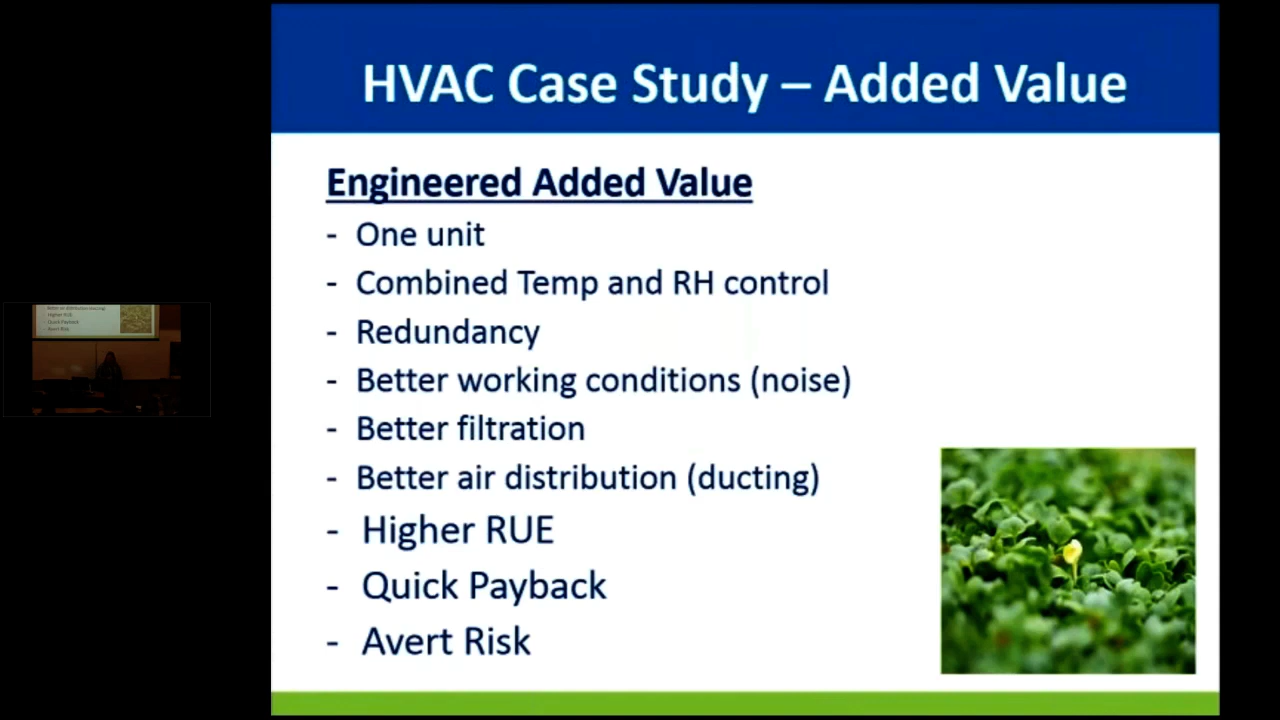 HVAC Case Study – Added Value
Engineered Added Value
- One unit
- Combined Temp and RH control
- Redundancy
- Better working conditions (noise)
- Better filtration
- Better air distribution (ducting)
- Higher RUE
- Quick Payback
- Avert Risk